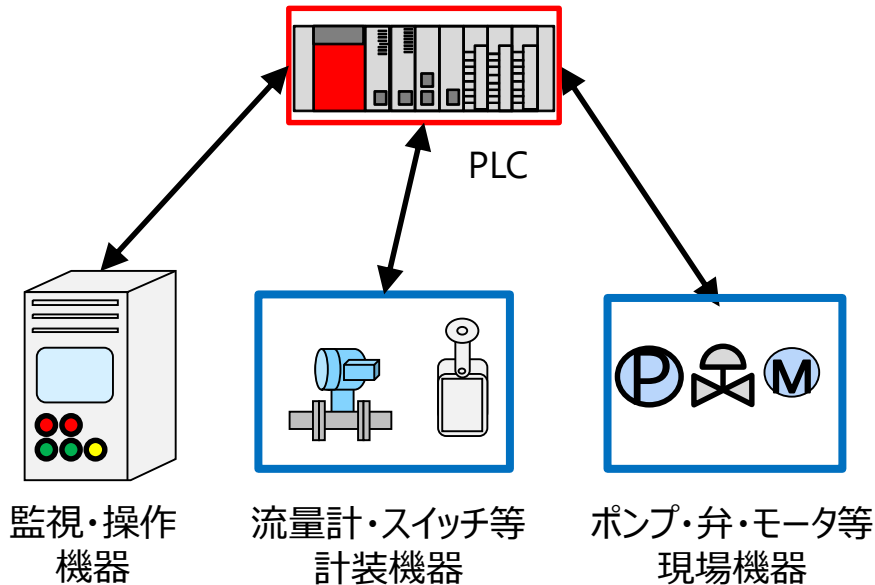 PLC
P
M
監視・操作
機器
流量計・スイッチ等
計装機器
ポンプ・弁・モータ等
現場機器